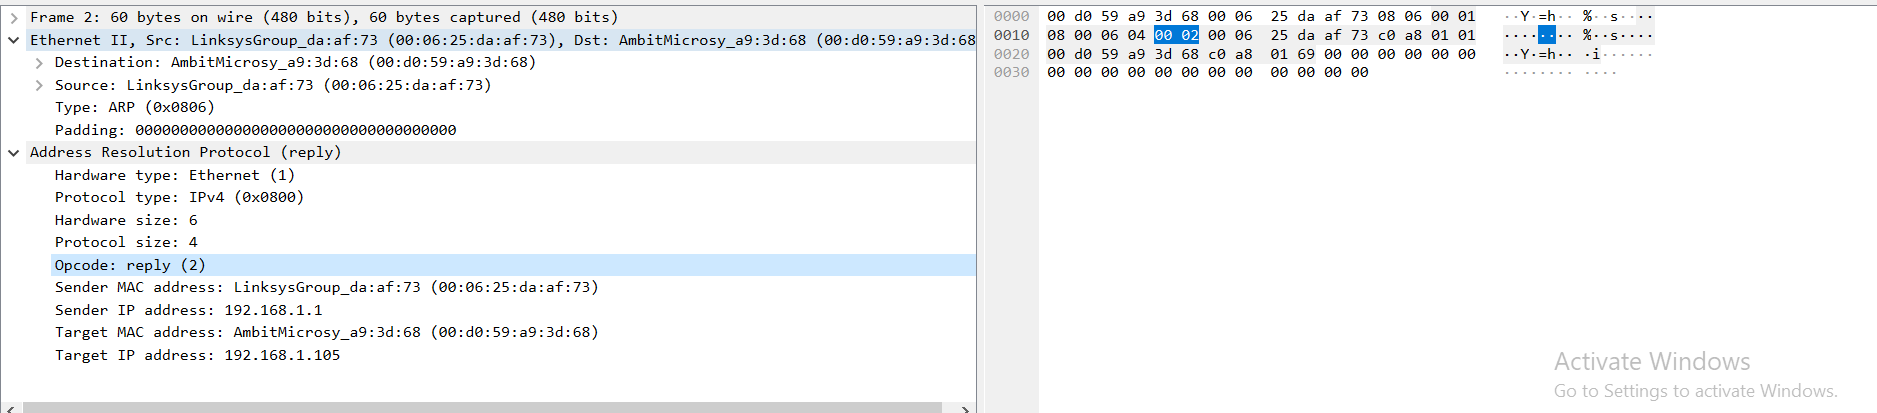 Frame 2: 60 bytes on wire (480 bits), 60 bytes captured (480 bits)
Ethernet II, Src: LinksysGroup_da:af:73 (00:06:25:da:af:73), Dst: AmbitMicrosy_a9:3d:68 (00:d0:59:a9:3d:68
Destination: AmbitMicrosy_a9:3d:68 (00:d0:59:a9:3d:68)
Source: LinksysGroup_da:af:73 (00:06:25:da:af:73)
Type: ARP (0x0806)
Padding: 000000000000000000000000000000000000
Address Resolution Protocol (reply)
Hardware type: Ethernet (1)
Protocol type: IPv4 (0x0800)
Hardware size: 6
Protocol size: 4
Opcode: reply (2)
Sender MAC address: LinksysGroup_da:af:73 (00:06:25:da:af:73)
Sender IP address: 192.168.1.1
Target MAC address: AmbitMicrosy_a9:3d:68 (00:d0:59:a9:3d:68)
Target IP address: 192.168.1.105
0000 00 d0 59 a9 3d 68 00 06 25 da af 73 08 06 00 01 ··Y·=h·· %··s····
0010 08 00 06 04 00 02 00 06 25 da af 73 c0 a8 01 01 ········ %··s····
0020 00 d0 59 a9 3d 68 c0 a8 01 69 00 00 00 00 00 00 ··Y·=h·· ·i······
0030 00 00 00 00 00 00 00 00 00 00 00 00 ········ ····
Activate Windows
Go to Settings to activate Windows.